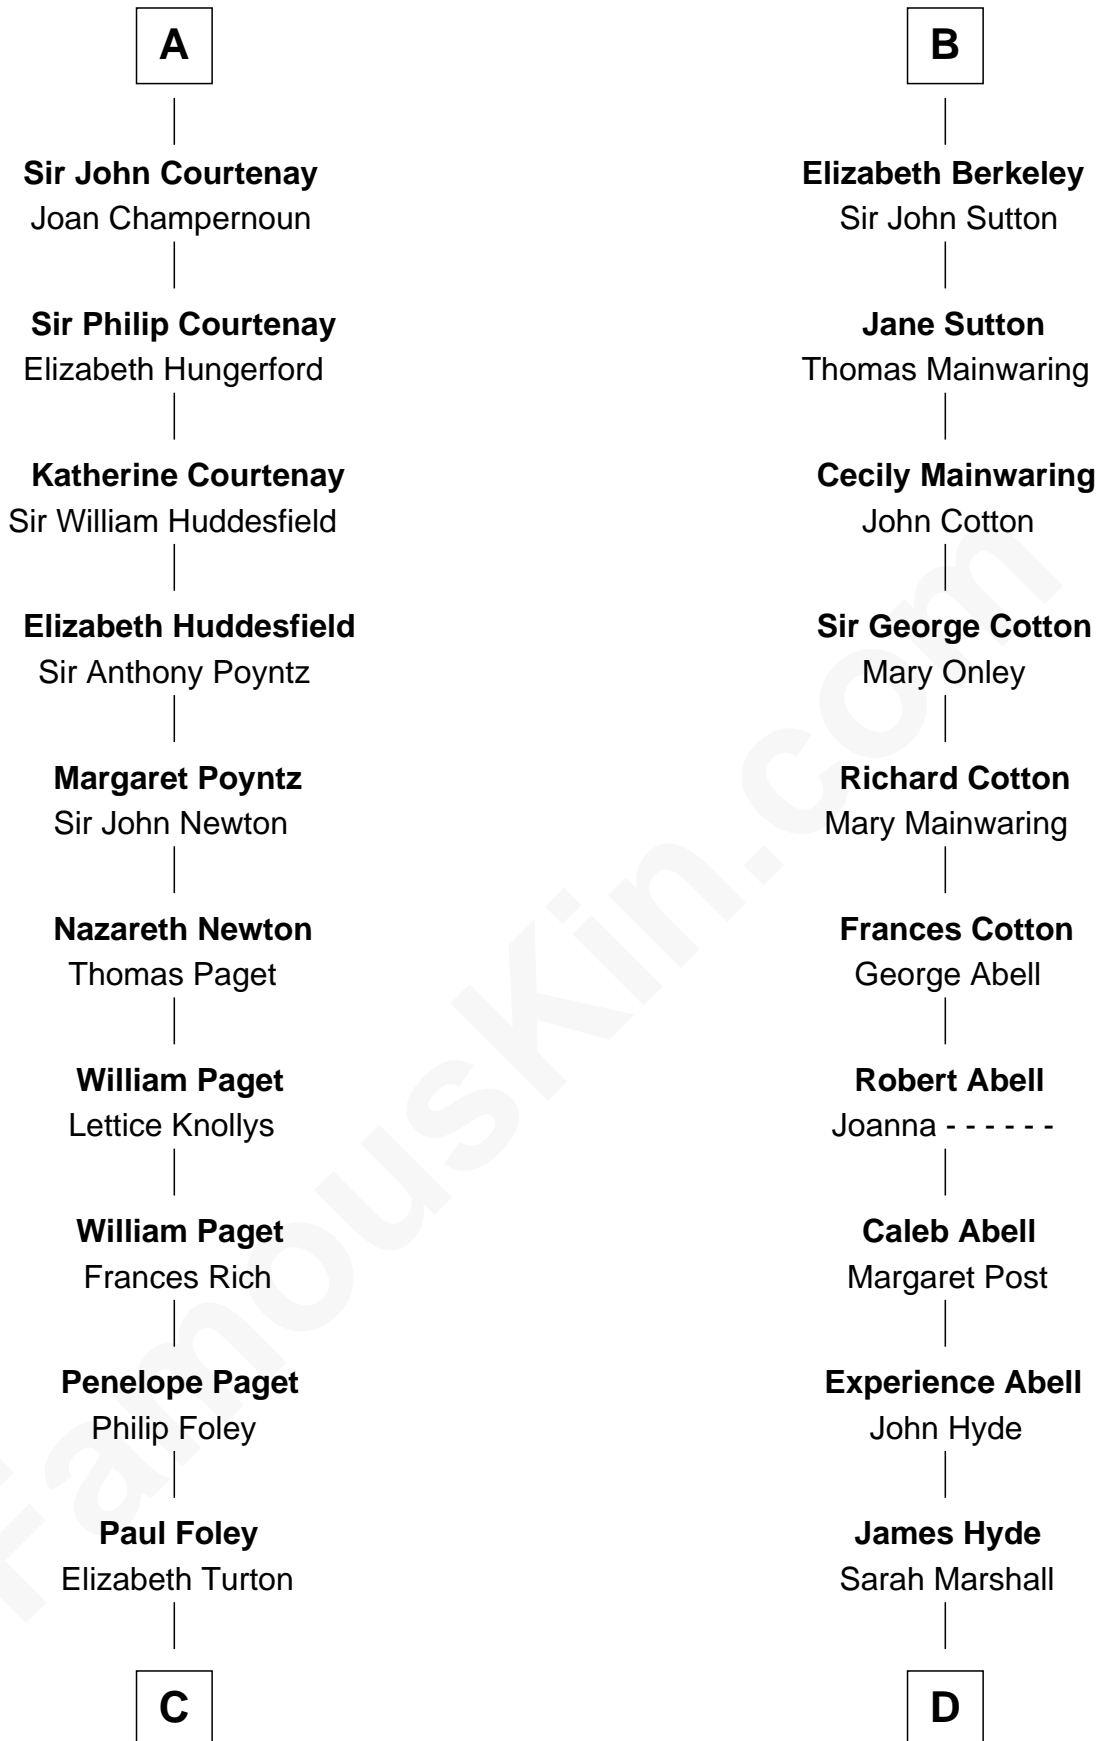 A
Sir John Courtenay
Joan Champernoun
Sir Philip Courtenay
Elizabeth Hungerford
Katherine Courtenay
Sir William Huddesfield
Elizabeth Huddesfield
Sir Anthony Poyntz
Margaret Poyntz
Sir John Newton
Nazareth Newton
Thomas Paget
William Paget
Lettice Knollys
William Paget
Frances Rich
Penelope Paget
Philip Foley
Paul Foley
Elizabeth Turton
C
B
Elizabeth Berkeley
Sir John Sutton
Jane Sutton
Thomas Mainwaring
Cecily Mainwaring
John Cotton
Sir George Cotton
Mary Onley
Richard Cotton
Mary Mainwaring
Frances Cotton
George Abell
Robert Abell
Joanna - - - - - -
Caleb Abell
Margaret Post
Experience Abell
John Hyde
James Hyde
Sarah Marshall
D
FamousKin.com